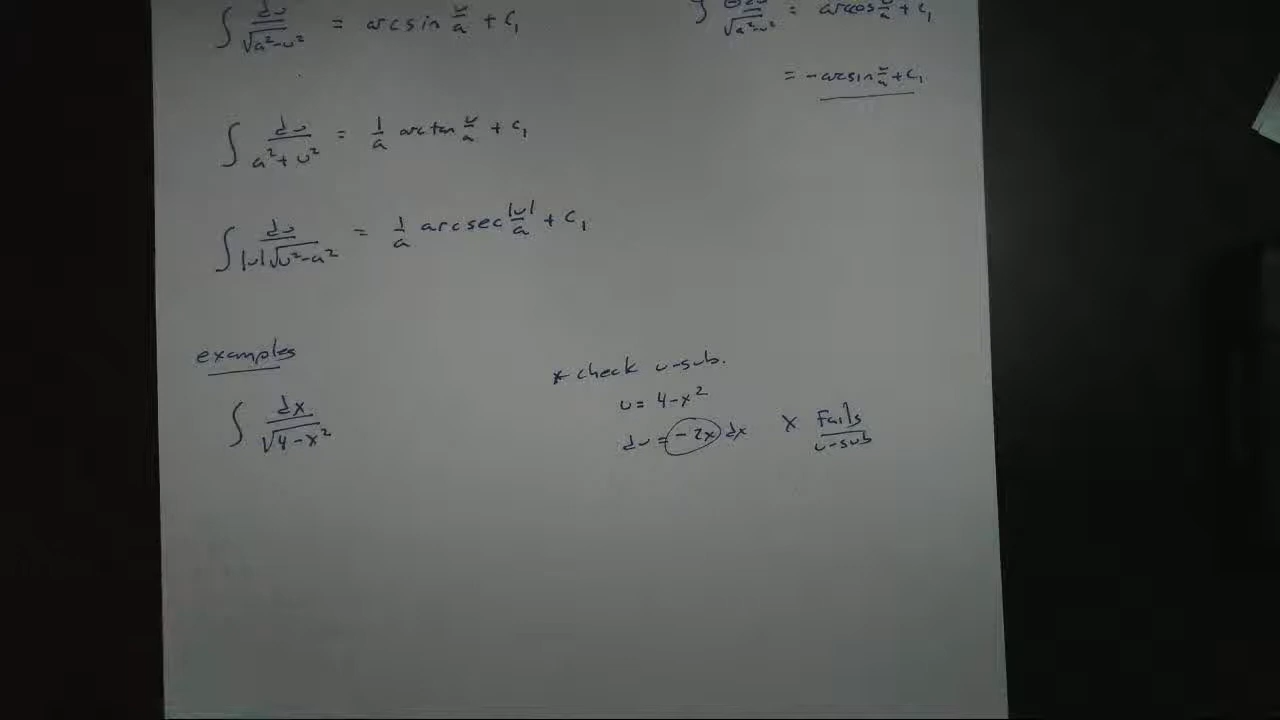 ∫ du/√(a²-u²) = arcsin u/a + C₁
∫ -du/√(a²-u²) = arccos u/a + C₁
= -arcsin u/a + C₁
∫ du/(a²+u²) = 1/a arctan u/a + C₁
∫ du/(|u|√(u²-a²)) = 1/a arcsec |u|/a + C₁
examples
* check u-sub.
∫ dx/√(4-x²)
u = 4-x²
du = -2x dx × Fails
u-sub